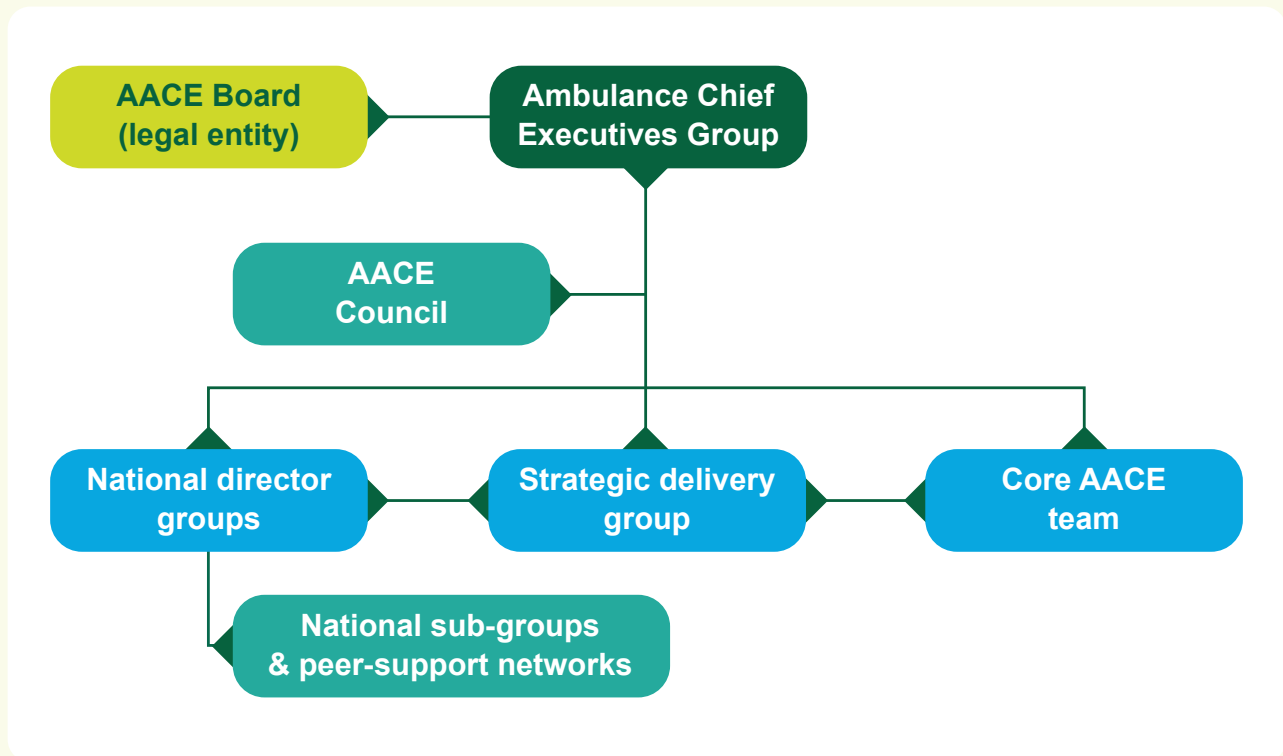 AACE Board
(legal entity)
Ambulance Chief
Executives Group
AACE
Council
National director
groups
Strategic delivery
group
Core AACE
team
National sub-groups
& peer-support networks